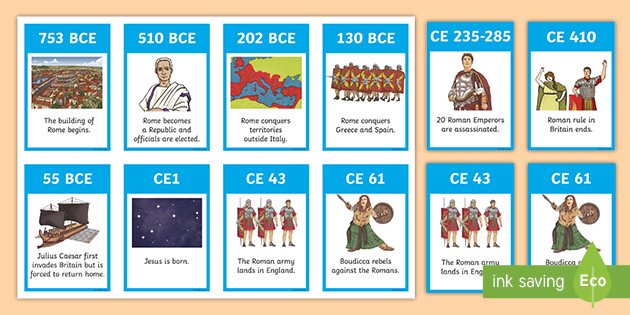 753 BCE
The building of
Rome begins.
510 BCE
Rome becomes
a Republic and
officials are elected.
202 BCE
Rome conquers
territories
outside Italy.
130 BCE
Rome conquers
Greece and Spain.
CE 235-285
20 Roman Emperors
are assassinated.
CE 410
Roman rule in
Britain ends.
55 BCE
Julius Caesar first
invades Britain but is
forced to return home.
CE1
Jesus is born.
CE 43
The Roman army
lands in England.
CE 61
Boudicca rebels
against the Romans.
CE 43
The Roman army
lands in England.
CE 61
Boudicca
ink saving
Eco